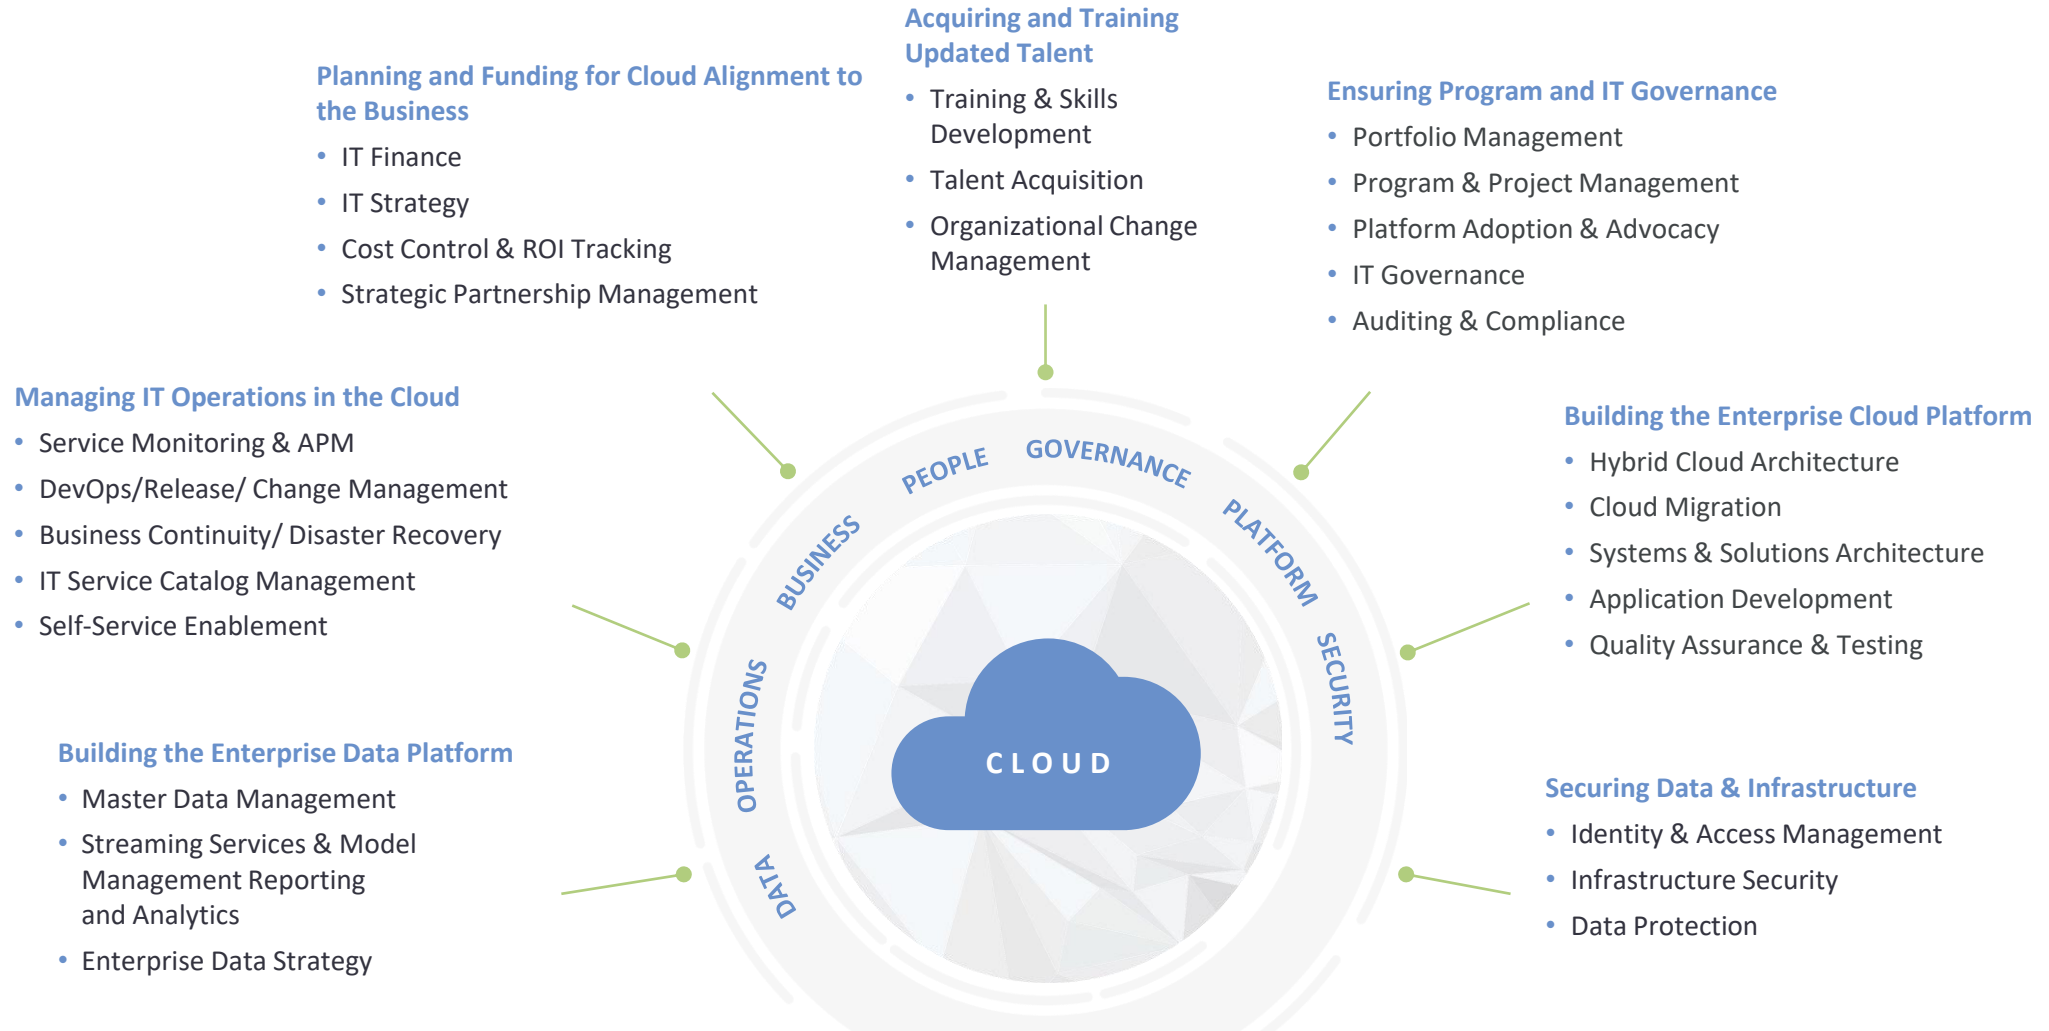 Acquiring and Training
Updated Talent
• Training & Skills
Development
• Talent Acquisition
• Organizational Change
Management
Planning and Funding for Cloud Alignment to
the Business
• IT Finance
• IT Strategy
• Cost Control & ROI Tracking
• Strategic Partnership Management
Ensuring Program and IT Governance
• Portfolio Management
• Program & Project Management
• Platform Adoption & Advocacy
• IT Governance
• Auditing & Compliance
Managing IT Operations in the Cloud
• Service Monitoring & APM
• DevOps/Release/ Change Management
• Business Continuity/ Disaster Recovery
• IT Service Catalog Management
• Self-Service Enablement
Building the Enterprise Cloud Platform
• Hybrid Cloud Architecture
• Cloud Migration
• Systems & Solutions Architecture
• Application Development
• Quality Assurance & Testing
Building the Enterprise Data Platform
• Master Data Management
• Streaming Services & Model
Management Reporting
and Analytics
• Enterprise Data Strategy
Securing Data & Infrastructure
• Identity & Access Management
• Infrastructure Security
• Data Protection
DATA
OPERATIONS
BUSINESS
PEOPLE
GOVERNANCE
PLATFORM
SECURITY
CLOUD